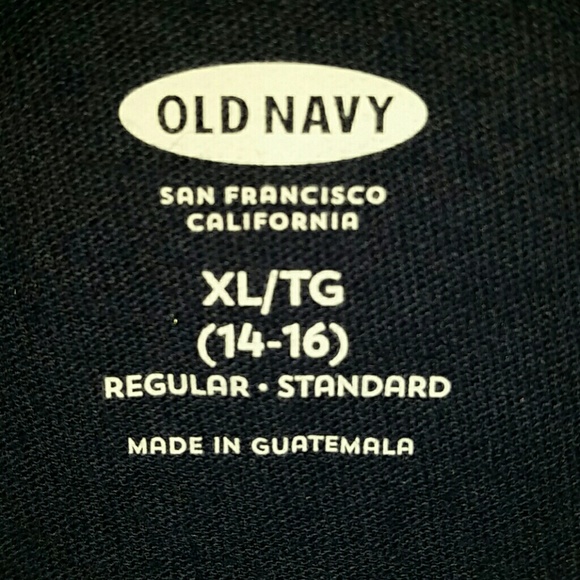 OLD NAVY
SAN FRANCISCO
CALIFORNIA
XL/TG
(14-16)
REGULAR • STANDARD
MADE IN GUATEMALA